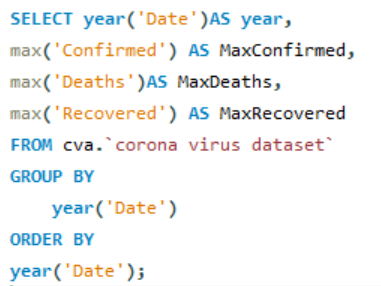 SELECT year('Date')AS year,
max('Confirmed') AS MaxConfirmed,
max('Deaths')AS MaxDeaths,
max('Recovered') AS MaxRecovered
FROM cva.`corona virus dataset`
GROUP BY
year('Date')
ORDER BY
year('Date');